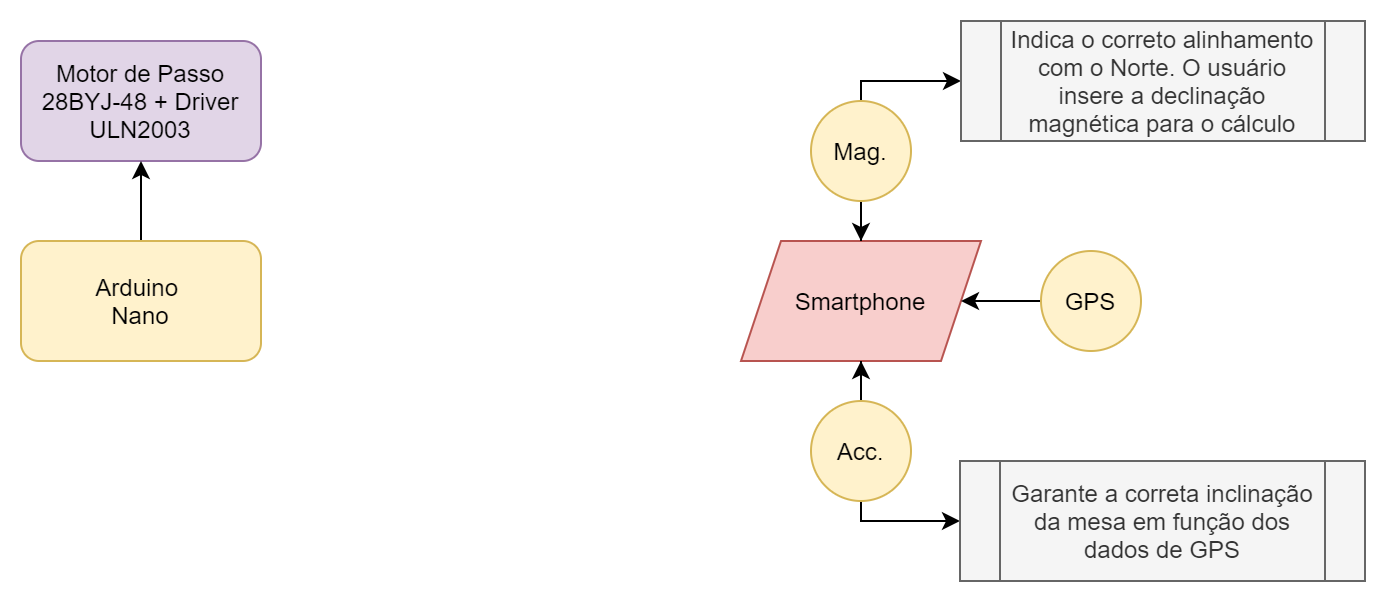 Motor de Passo
28BYJ-48 + Driver
ULN2003
Arduino
Nano
Indica o correto alinhamento
com o Norte. O usuário
insere a declinação
magnética para o cálculo
Mag.
Smartphone
GPS
Acc.
Garante a correta inclinação
da mesa em função dos
dados de GPS